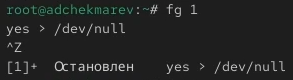 root@adchekmarev:~# fg 1
yes > /dev/null
^Z
[1]+  Остановлен    yes > /dev/null